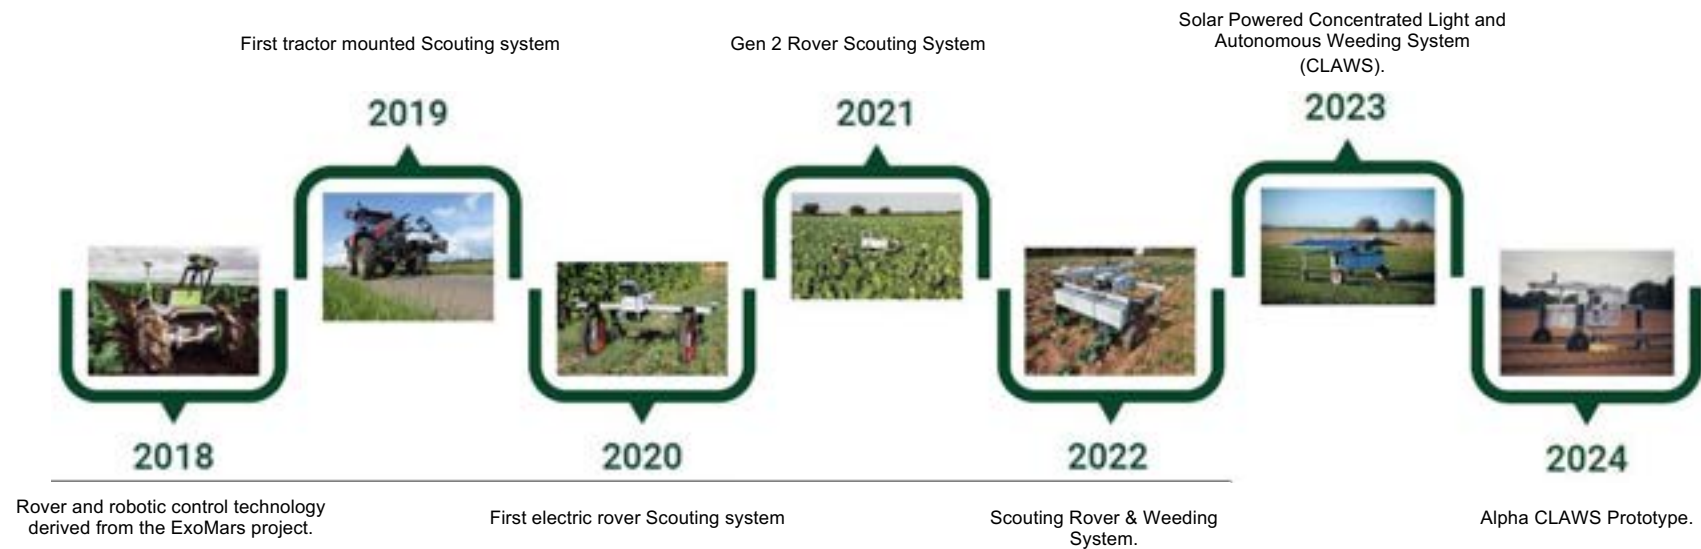 First tractor mounted Scouting system
Gen 2 Rover Scouting System
Solar Powered Concentrated Light and
Autonomous Weeding System
(CLAWS).
2019
2021
2023
2018
2020
2022
2024
Rover and robotic control technology
derived from the ExoMars project.
First electric rover Scouting system
Scouting Rover & Weeding
System.
Alpha CLAWS Prototype.